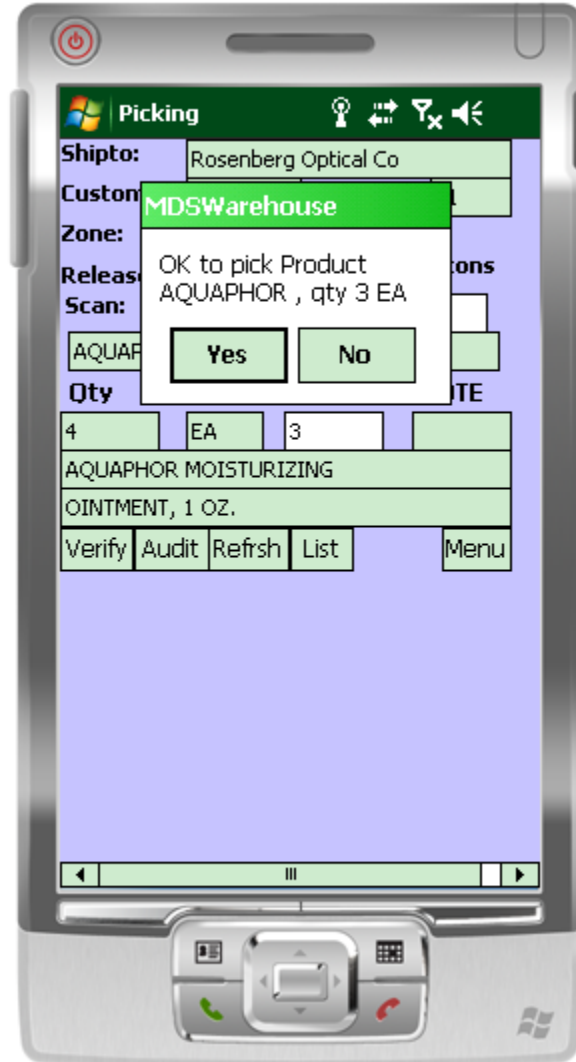 Picking
Shipto: Rosenberg Optical Co
MDSWarehouse
Zone:
OK to pick Product
AQUAPHOR , qty 3 EA
Scan:
Yes No
Qty
4 EA 3
AQUAPHOR MOISTURIZING
OINTMENT, 1 OZ.
Verify Audit Refrsh List Menu